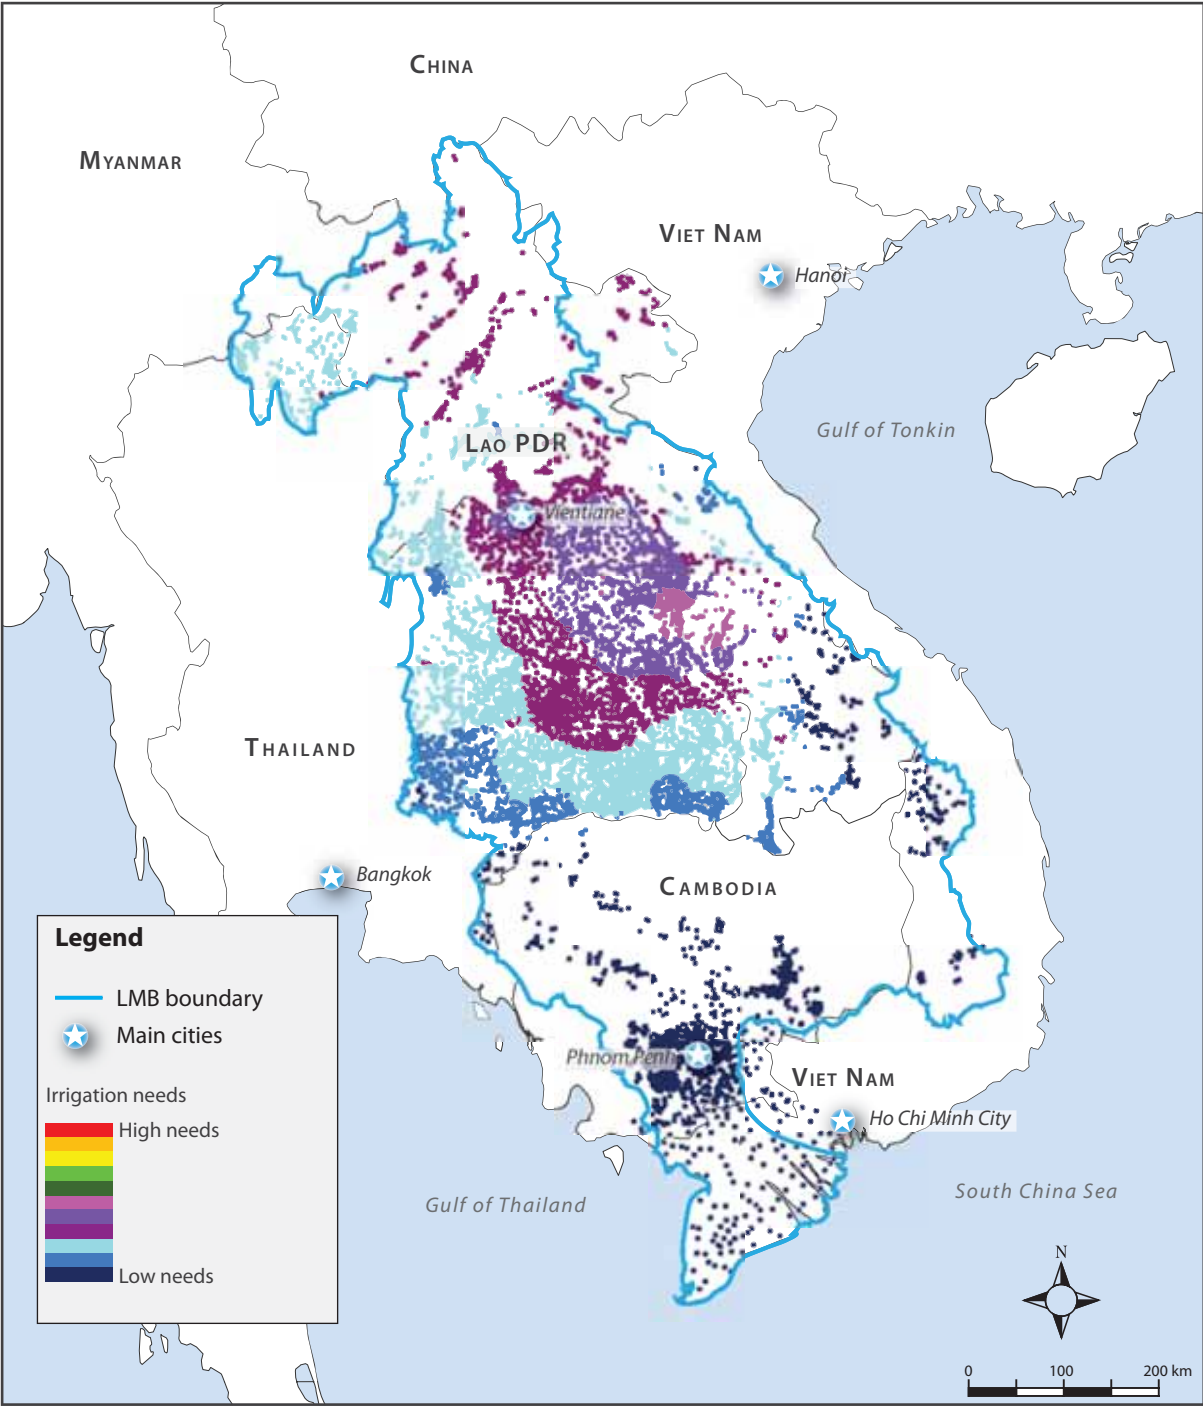 CHINA
MYANMAR
VIET NAM
Hanoi
Gulf of Tonkin
LAO PDR
Vientiane
THAILAND
Bangkok
CAMBODIA
Legend
LMB boundary
Main cities
Phnom Penh
VIET NAM
Irrigation needs
Ho Chi Minh City
High needs
South China Sea
Gulf of Thailand
N
Low needs
0 100 200 km